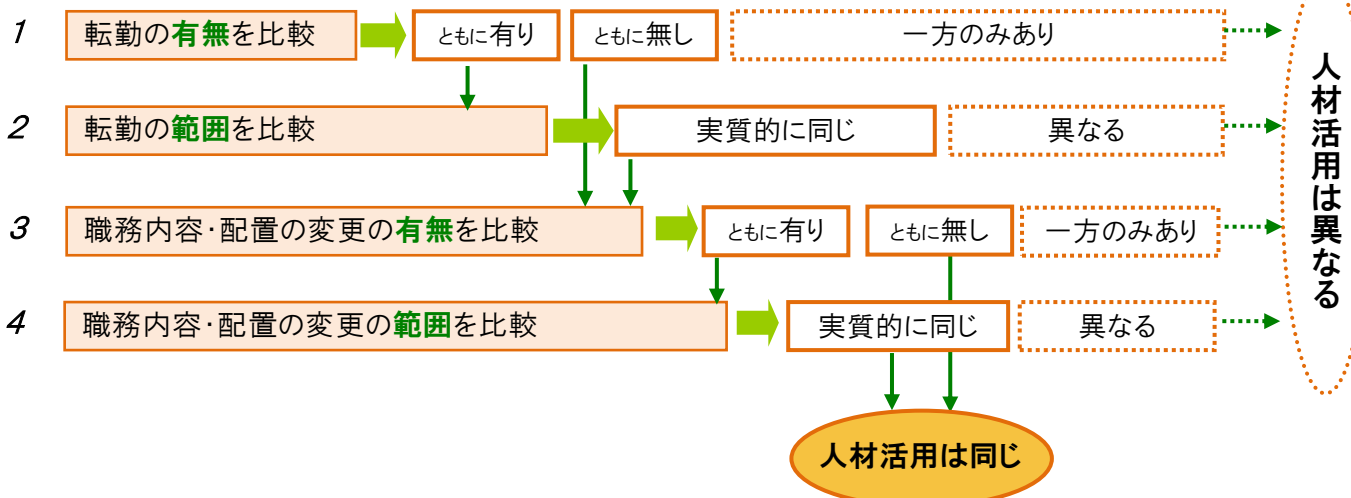 1 転勤の有無を比較 ともに有り ともに無し 一方のみあり
2 転勤の範囲を比較 実質的に同じ 異なる
3 職務内容・配置の変更の有無を比較 ともに有り ともに無し 一方のみあり
4 職務内容・配置の変更の範囲を比較 実質的に同じ 異なる
人材活用は異なる
人材活用は同じ